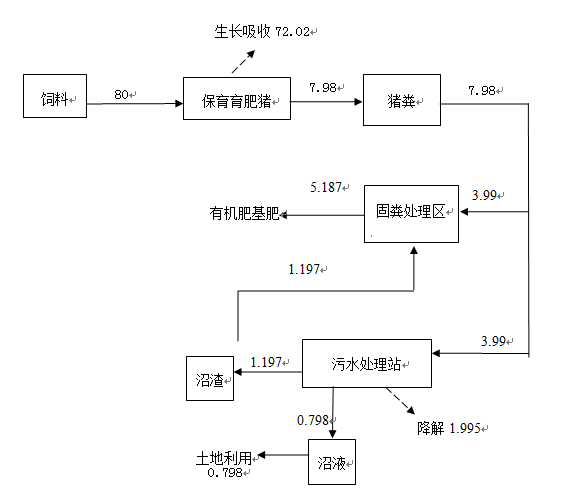 生长吸收 72.02
饲料
80
保育育肥猪
7.98
猪粪
7.98
5.187
固粪处理区
3.99
有机肥基肥
1.197
3.99
沼渣
1.197
污水处理站
0.798
降解 1.995
土地利用
0.798
沼液